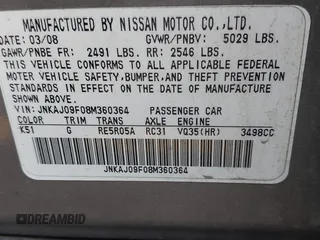 MANUFACTURED BY NISSAN MOTOR CO.,LTD.
DATE: 03/08 GVWR/PNBV: 5029 LBS.
GAWR/PNBE FR: 2491 LBS. RR: 2546 LBS.
THIS VEHICLE CONFORMS TO ALL APPLICABLE
FEDERAL MOTOR VEHICLE SAFETY,BUMPER,AND THEFT PREVENTION
STANDARDS IN EFFECT ON THE DATE OF
MANUFACTURE SHOWN ABOVE.
VIN:JNKAJ09F08M360364 PASSENGER CAR
COLOR TRIM TRANS AXLE ENGINE
K51 G RE5R05A RC31 VQ35(HR) 3498CC
JNKAJ09F08M360364
DREAMBID